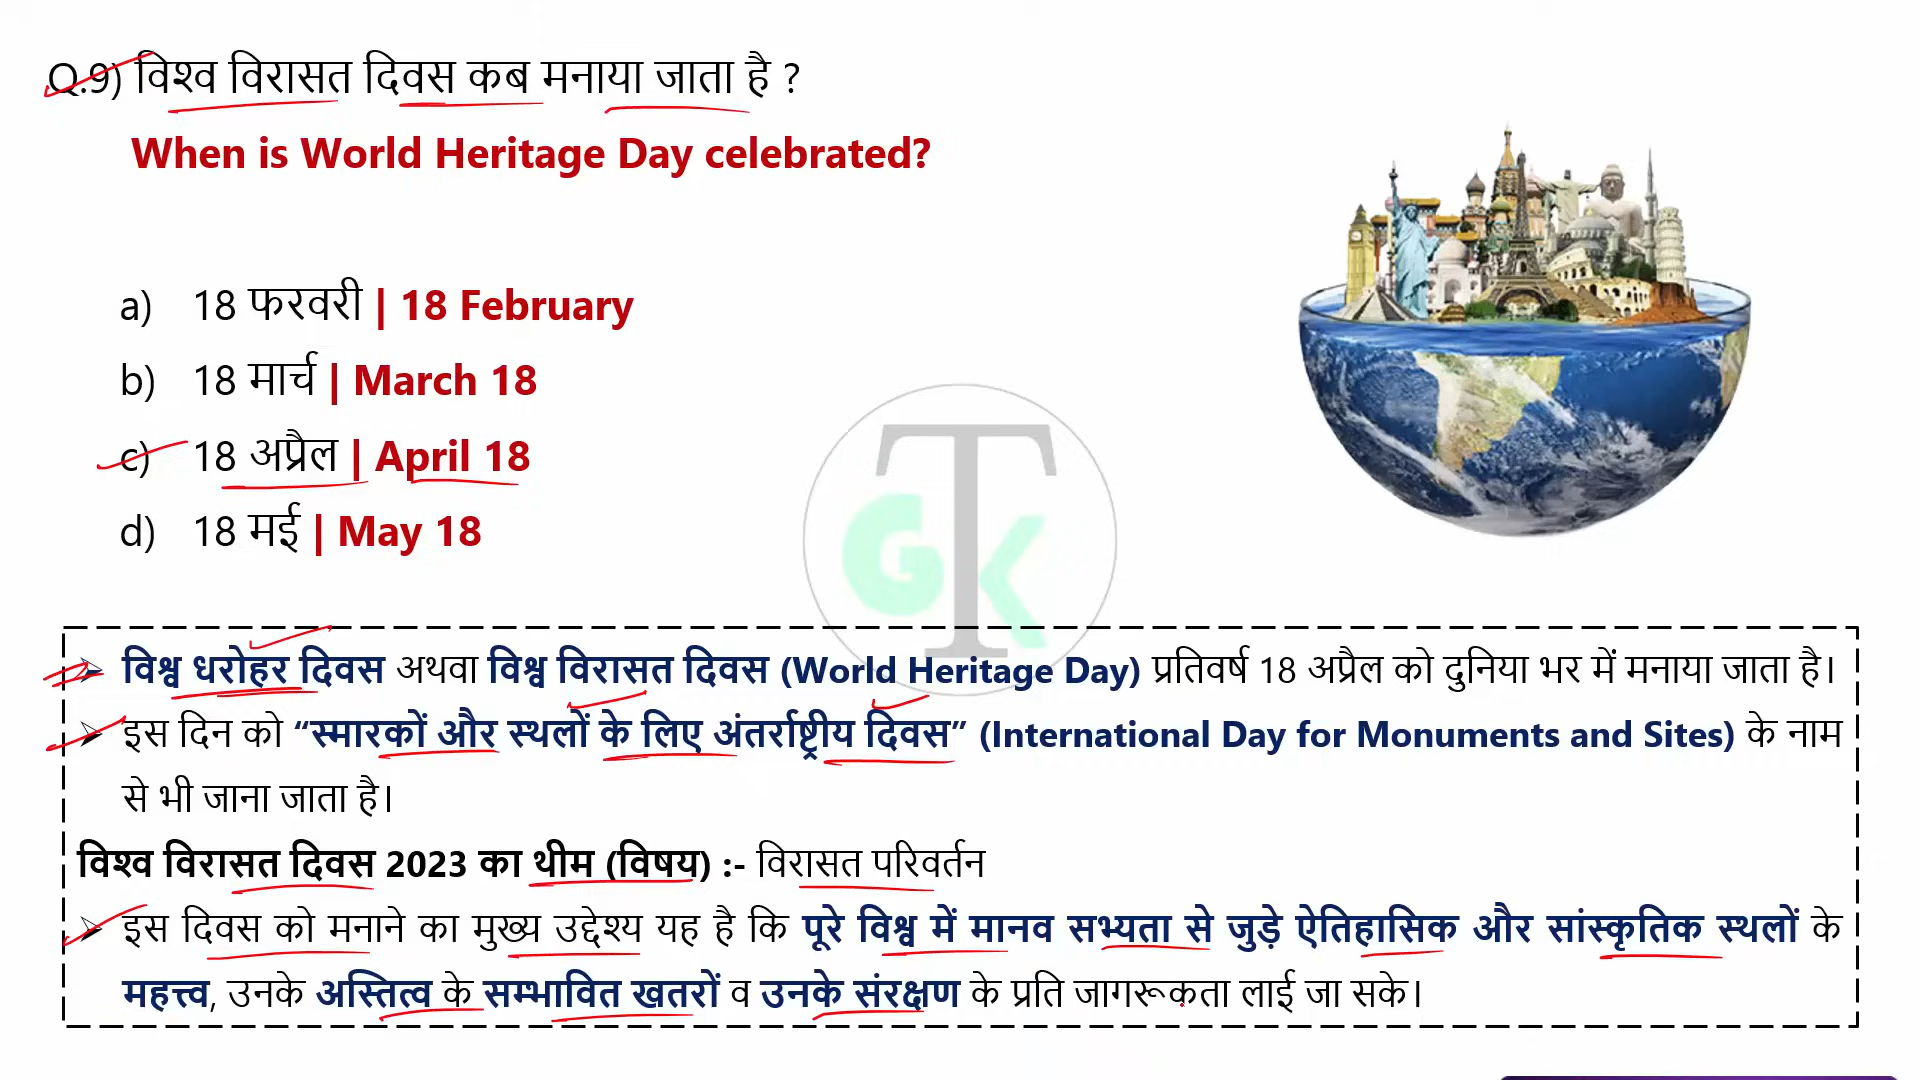 Q.9) विश्व विरासत दिवस कब मनाया जाता है ?
When is World Heritage Day celebrated?
a) 18 फरवरी | 18 February
b) 18 मार्च | March 18
c) 18 अप्रैल | April 18
d) 18 मई | May 18
T
GK
➢ विश्व धरोहर दिवस अथवा विश्व विरासत दिवस (World Heritage Day) प्रतिवर्ष 18 अप्रैल को दुनिया भर में मनाया जाता है।
➢ इस दिन को “स्मारकों और स्थलों के लिए अंतर्राष्ट्रीय दिवस” (International Day for Monuments and Sites) के नाम
से भी जाना जाता है।
विश्व विरासत दिवस 2023 का थीम (विषय) :- विरासत परिवर्तन
➢ इस दिवस को मनाने का मुख्य उद्देश्य यह है कि पूरे विश्व में मानव सभ्यता से जुड़े ऐतिहासिक और सांस्कृतिक स्थलों के
महत्त्व, उनके अस्तित्व के सम्भावित खतरों व उनके संरक्षण के प्रति जागरूकता लाई जा सके।